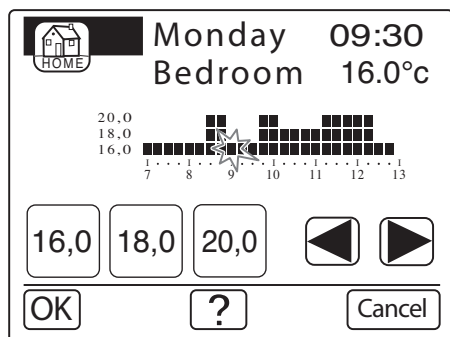 Monday 09:30
HOME
Bedroom 16.0°c
20,0
18,0
16,0
7 8 9 10 11 12 13
16,0 18,0 20,0
OK ? Cancel